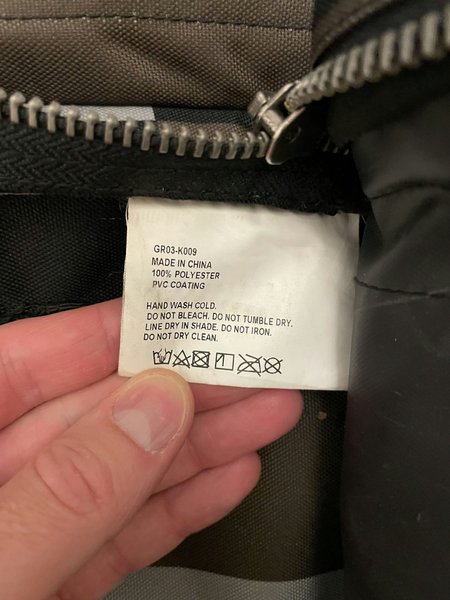 GR03-K009
MADE IN CHINA
100% POLYESTER
PVC COATING
HAND WASH COLD.
DO NOT BLEACH. DO NOT TUMBLE DRY.
LINE DRY IN SHADE. DO NOT IRON.
DO NOT DRY CLEAN.